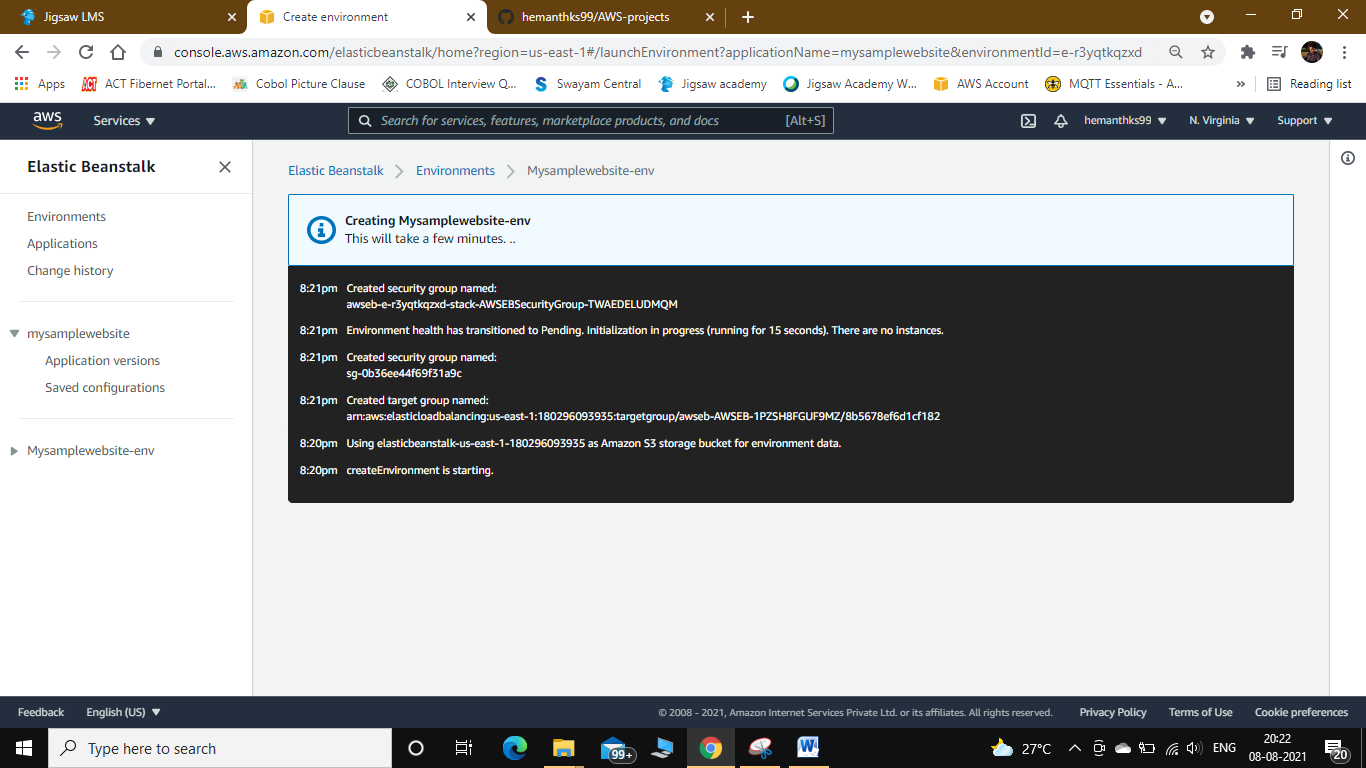 Jigsaw LMS
Create environment
hemanthks99/AWS-projects
console.aws.amazon.com/elasticbeanstalk/home?region=us-east-1#/launchEnvironment?applicationName=mysamplewebsite&environmentId=e-r3yqtkqzxd
Apps
ACT Fibernet Portal...
Cobol Picture Clause
COBOL Interview Q...
Swayam Central
Jigsaw academy
Jigsaw Academy W...
AWS Account
MQTT Essentials - A...
»
Reading list
aws
Services
Search for services, features, marketplace products, and docs
[Alt+S]
hemanthks99
N. Virginia
Support
Elastic Beanstalk
Environments
Applications
Change history
mysamplewebsite
Application versions
Saved configurations
Mysamplewebsite-env
Elastic Beanstalk
Environments
Mysamplewebsite-env
Creating Mysamplewebsite-env
This will take a few minutes. ..
8:21pm Created security group named:
awseb-e-r3yqtkqzxd-stack-AWSEBSecurityGroup-TWAEDELUDMQM
8:21pm Environment health has transitioned to Pending. Initialization in progress (running for 15 seconds). There are no instances.
8:21pm Created security group named:
sg-0b36ee44f69f31a9c
8:21pm Created target group named:
arn:aws:elasticloadbalancing:us-east-1:180296093935:targetgroup/awseb-AWSEB-1PZSH8FGUF9MZ/8b5678ef6d1cf182
8:20pm Using elasticbeanstalk-us-east-1-180296093935 as Amazon S3 storage bucket for environment data.
8:20pm createEnvironment is starting.
Feedback
English (US)
© 2008 - 2021, Amazon Internet Services Private Ltd. or its affiliates. All rights reserved.
Privacy Policy
Terms of Use
Cookie preferences
Type here to search
99+
27°C
ENG
20:22
08-08-2021
20